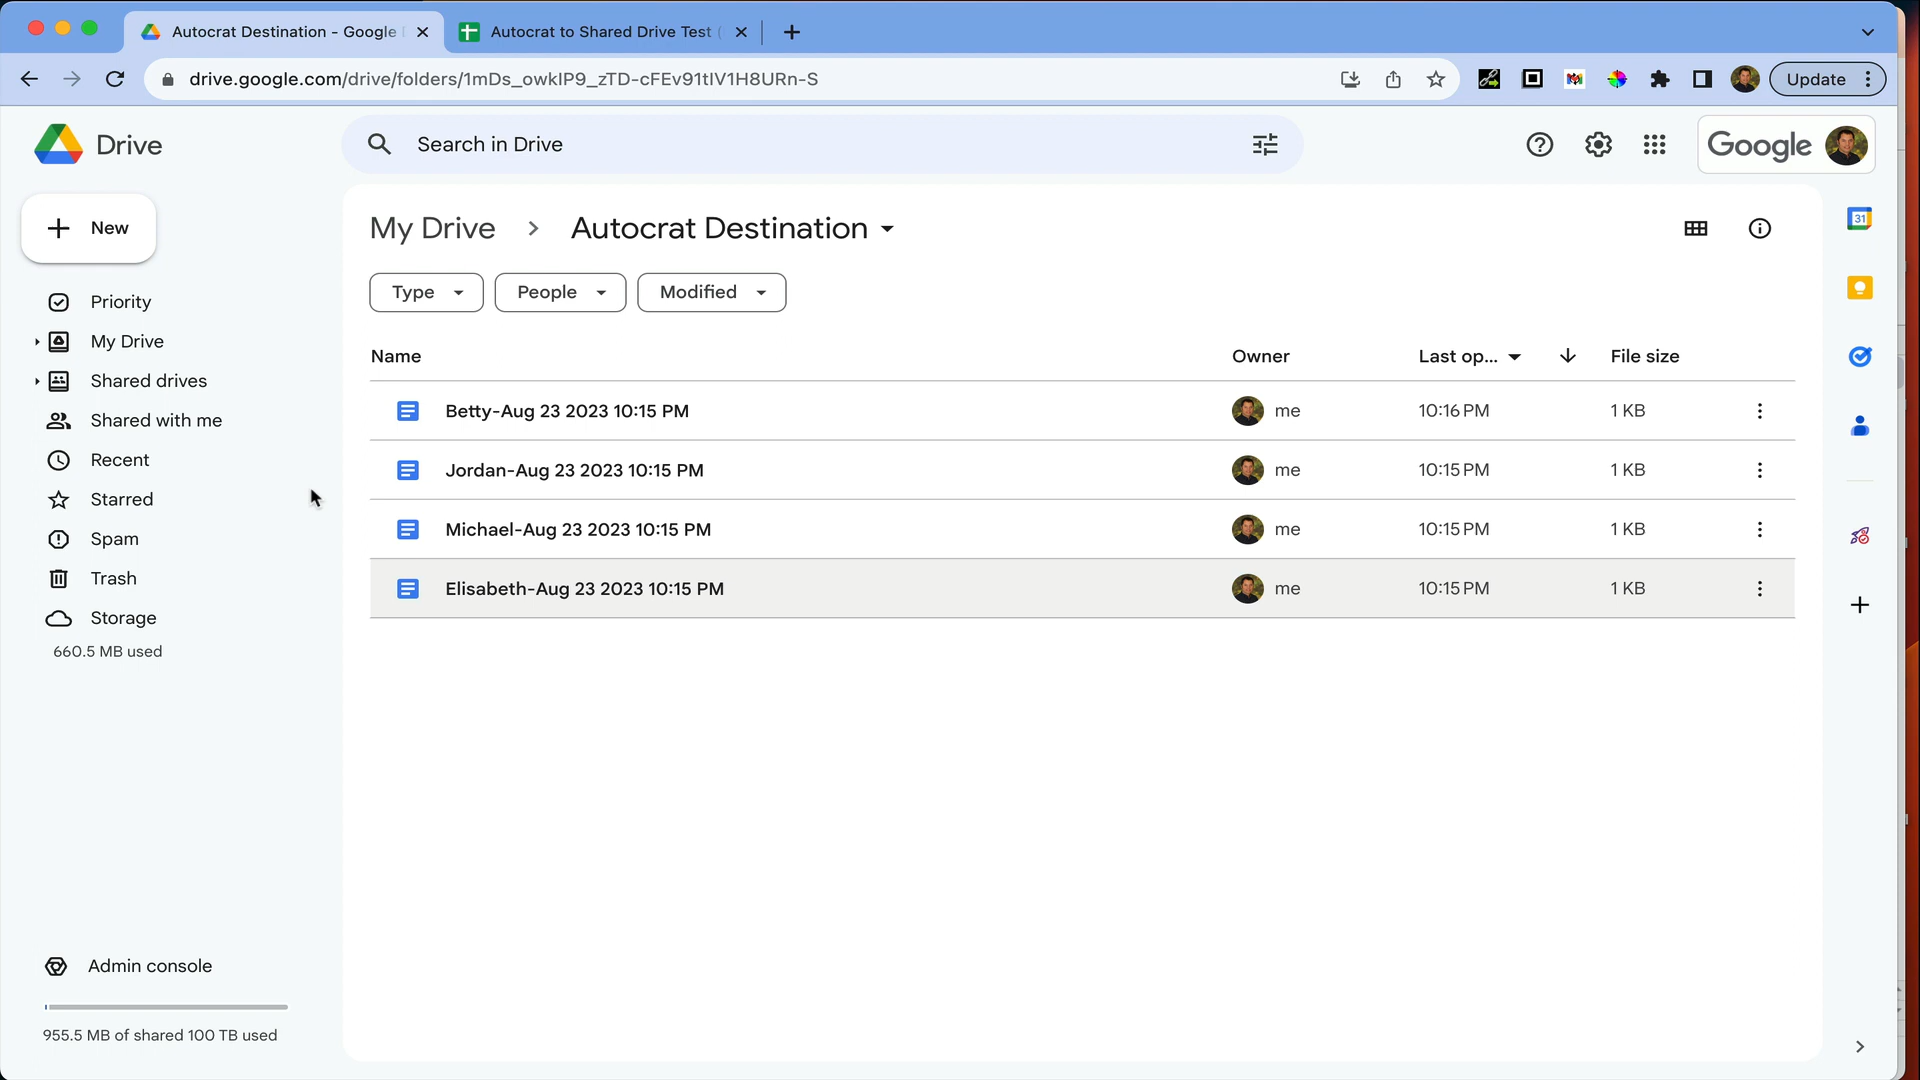 Autocrat Destination - Google
Autocrat to Shared Drive Test
drive.google.com/drive/folders/1mDs_owkIP9_zTD-cFEv91tIV1H8URn-S
Update
Drive
Search in Drive
Google
New
My Drive
Autocrat Destination
31
Type
People
Modified
Priority
My Drive
Shared drives
Shared with me
Recent
Starred
Spam
Trash
Storage
660.5 MB used
Name Owner Last op... File size
Betty-Aug 23 2023 10:15 PM me 10:16 PM 1 KB
Jordan-Aug 23 2023 10:15 PM me 10:15 PM 1 KB
Michael-Aug 23 2023 10:15 PM me 10:15 PM 1 KB
Elisabeth-Aug 23 2023 10:15 PM me 10:15 PM 1 KB
Admin console
955.5 MB of shared 100 TB used